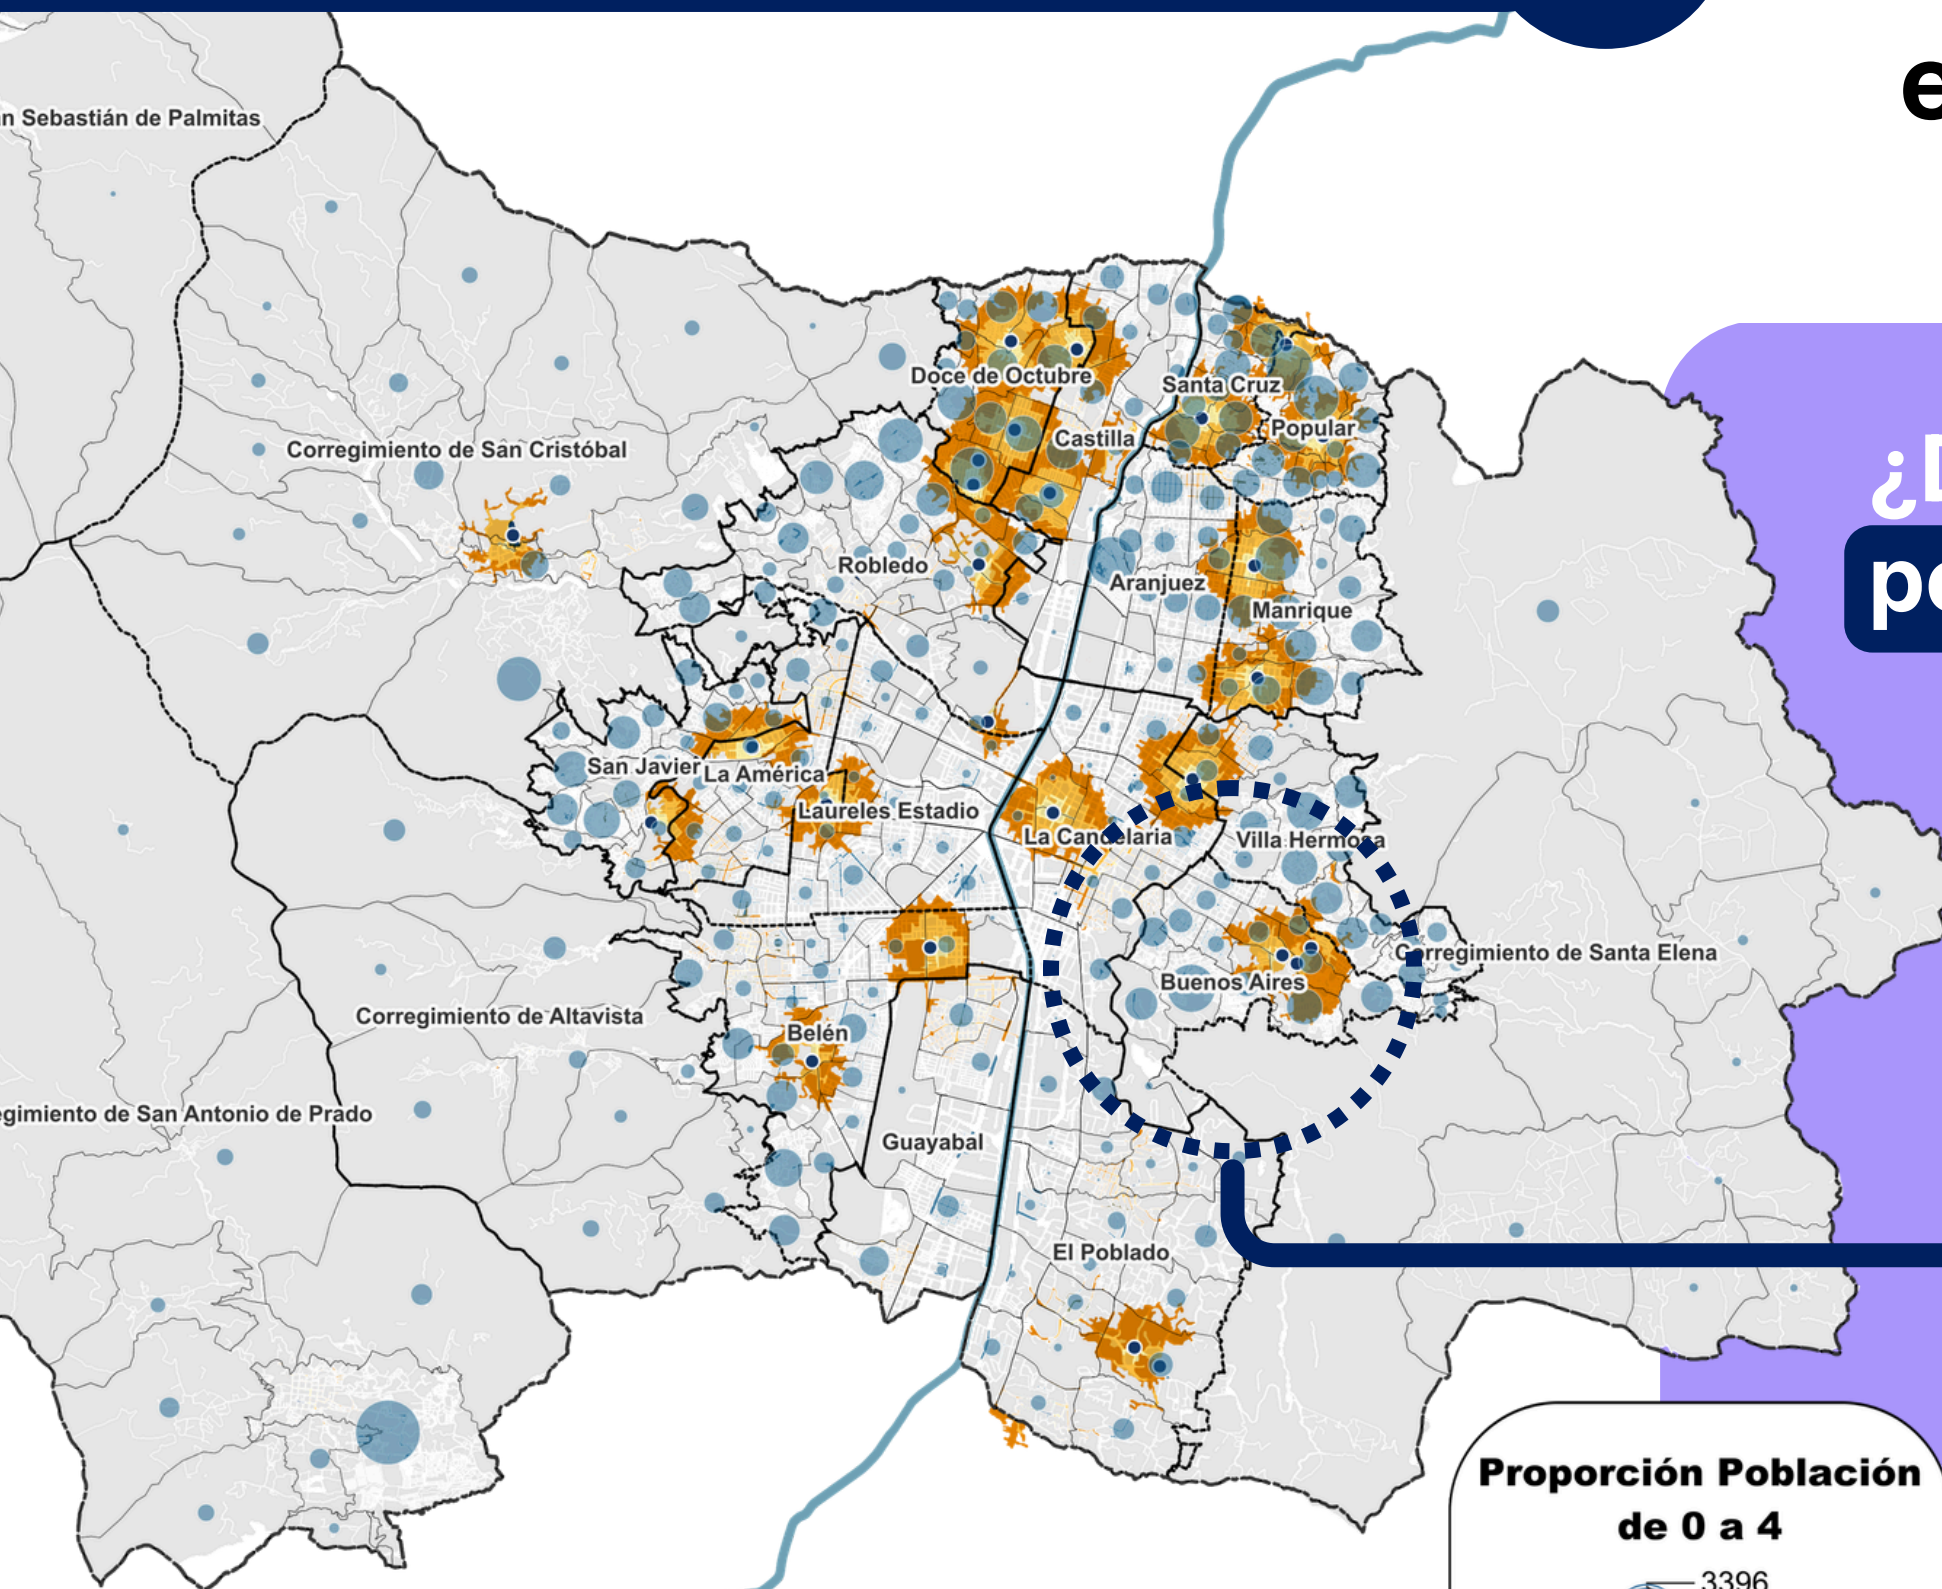 e
n Sebastián de Palmitas
Doce de Octubre
Santa Cruz
Popular
Castilla
Corregimiento de San Cristóbal
¿D
po
Robledo
Aranjuez
Manrique
San Javier
La América
Laureles Estadio
La Candelaria
Villa Hermosa
Corregimiento de Santa Elena
Buenos Aires
Corregimiento de Altavista
Belén
egimiento de San Antonio de Prado
Guayabal
El Poblado
Proporción Población
de 0 a 4
3396